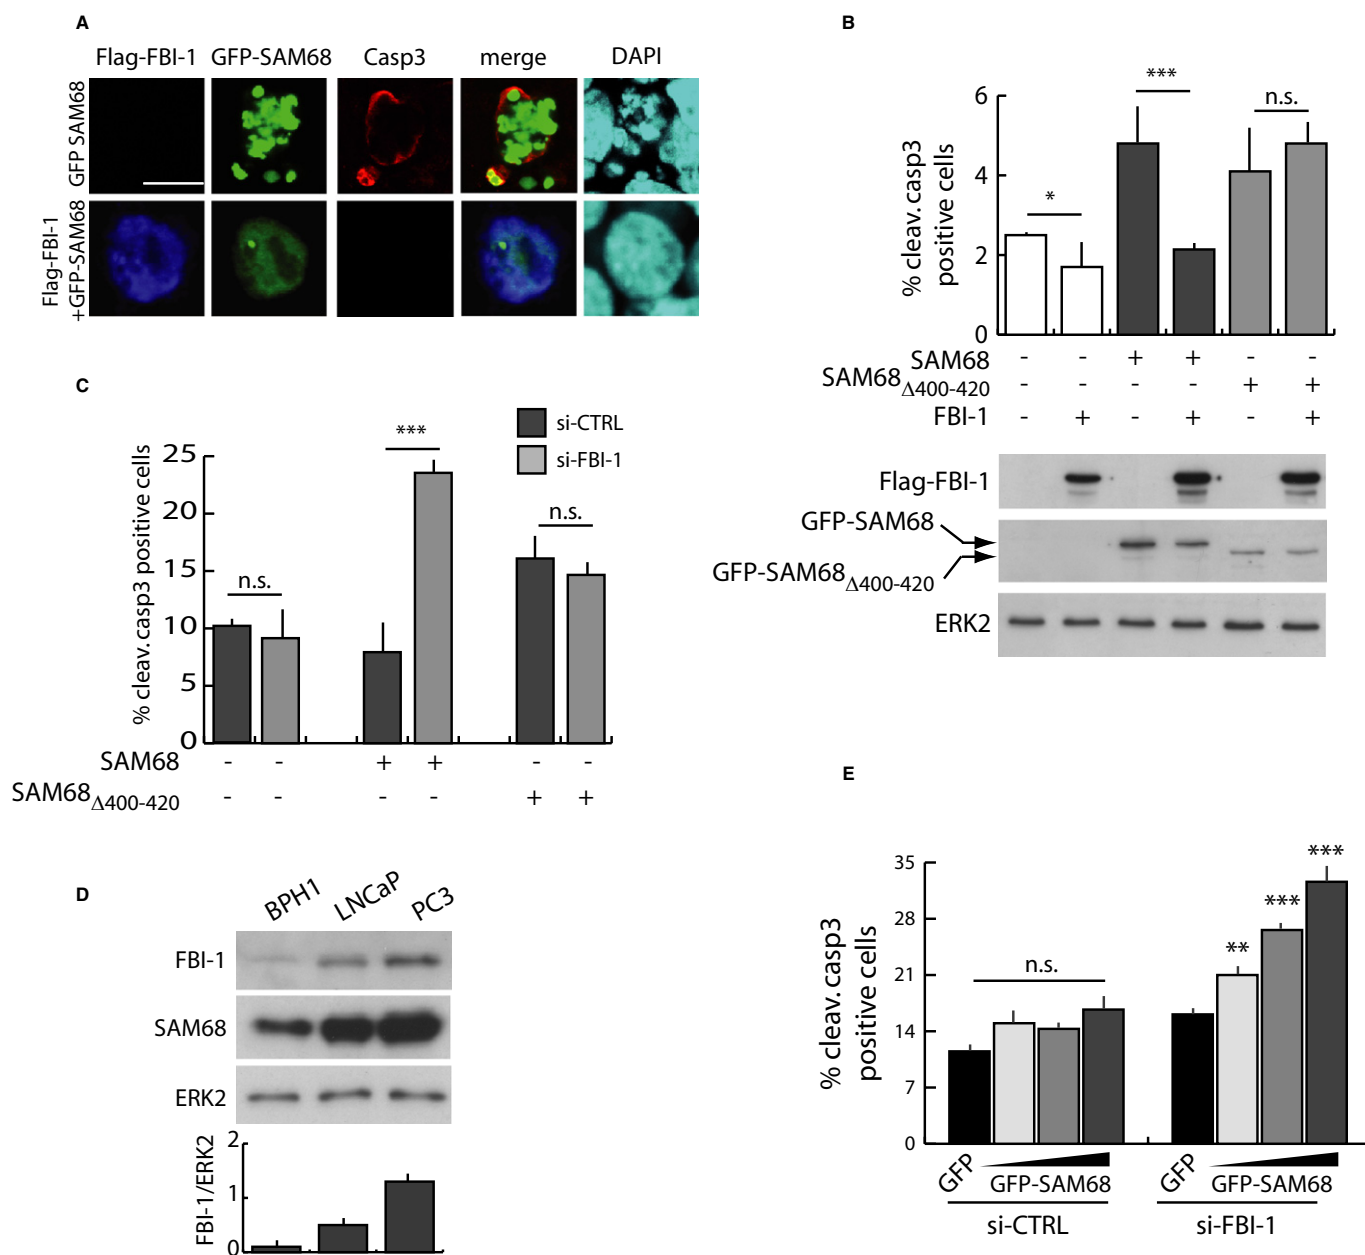 A
Flag-FBI-1 GFP-SAM68 Casp3 merge DAPI
GFP SAM68
Flag-FBI-1
+GFP-SAM68
B
% cleav.casp3
positive cells
6
4
2
0
*
***
n.s.
SAM68 - - + + - -
SAM68Δ400-420 - - - - + +
FBI-1 - + - + - +
Flag-FBI-1
GFP-SAM68
GFP-SAM68Δ400-420
ERK2
C
si-CTRL
si-FBI-1
% cleav.casp3 positive cells
25
20
15
10
5
0
n.s.
***
n.s.
SAM68 - - + + - -
SAM68Δ400-420 - - - - + +
D
BPH1 LNCaP PC3
FBI-1
SAM68
ERK2
FBI-1/ERK2
2
1
0
E
% cleav.casp3
positive cells
35
28
21
14
7
0
n.s.
**
***
***
GFP GFP-SAM68 GFP GFP-SAM68
si-CTRL si-FBI-1